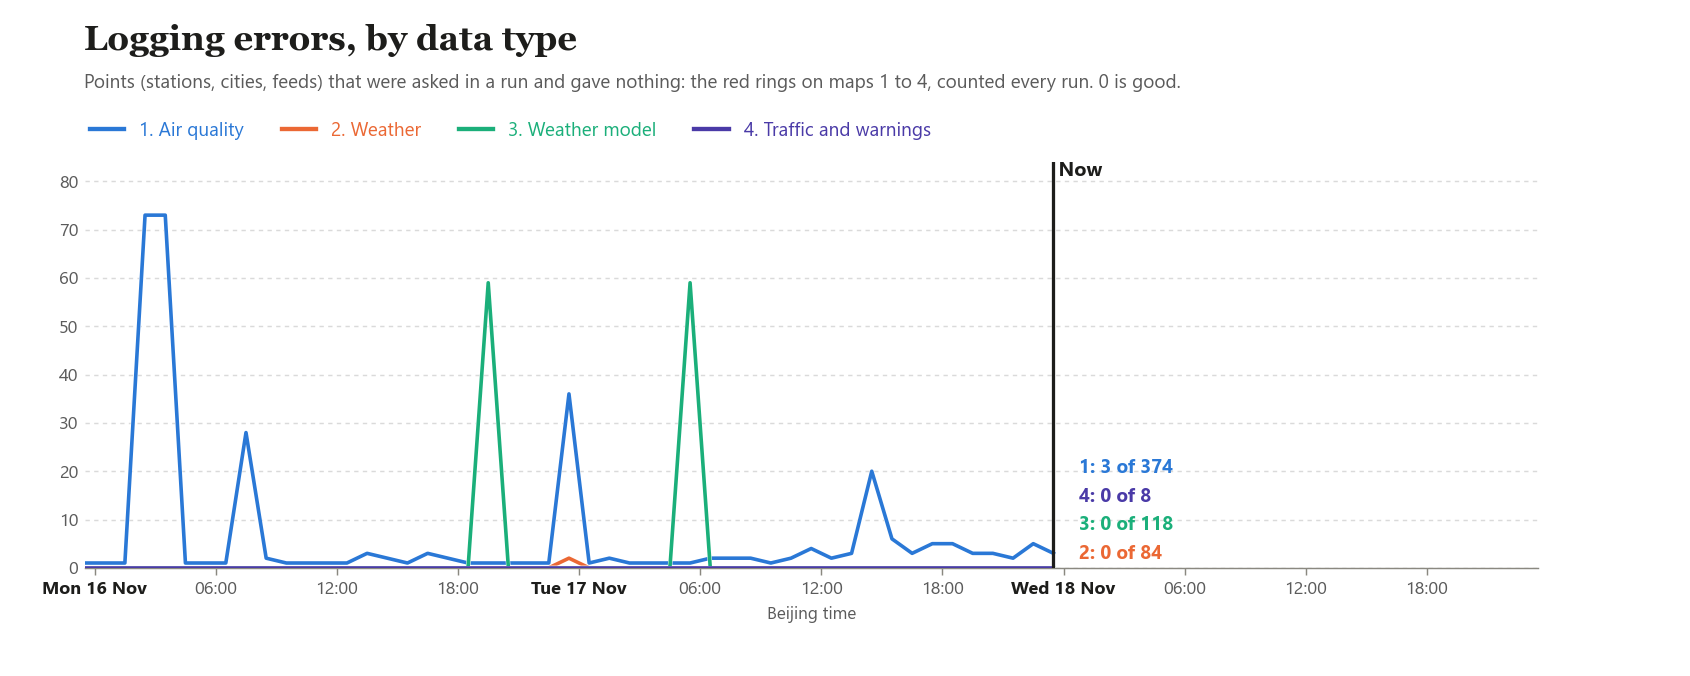 Logging errors, by data type
Points (stations, cities, feeds) that were asked in a run and gave nothing: the red rings on maps 1 to 4, counted every run. 0 is good.
1. Air quality 2. Weather 3. Weather model 4. Traffic and warnings
Now
80
70
60
50
40
30
20
10
0
1: 3 of 374
4: 0 of 8
3: 0 of 118
2: 0 of 84
Mon 16 Nov 06:00 12:00 18:00 Tue 17 Nov 06:00 12:00 18:00 Wed 18 Nov 06:00 12:00 18:00
Beijing time